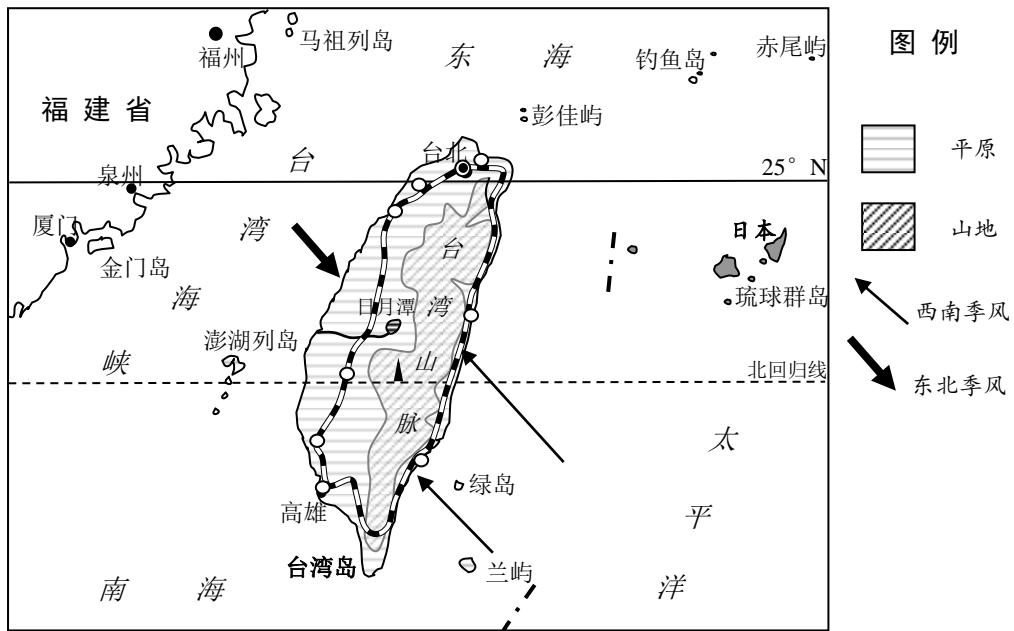 马祖列岛
福州
东海
钓鱼岛
赤尾屿
图例
福建省
彭佳屿
台湾海峡
台北
25° N
平原
泉州
厦门
金门岛
台湾山脉
日本
山地
日月潭
琉球群岛
西南季风
澎湖列岛
北回归线
东北季风
太平洋
绿岛
高雄
台湾岛
兰屿
南海